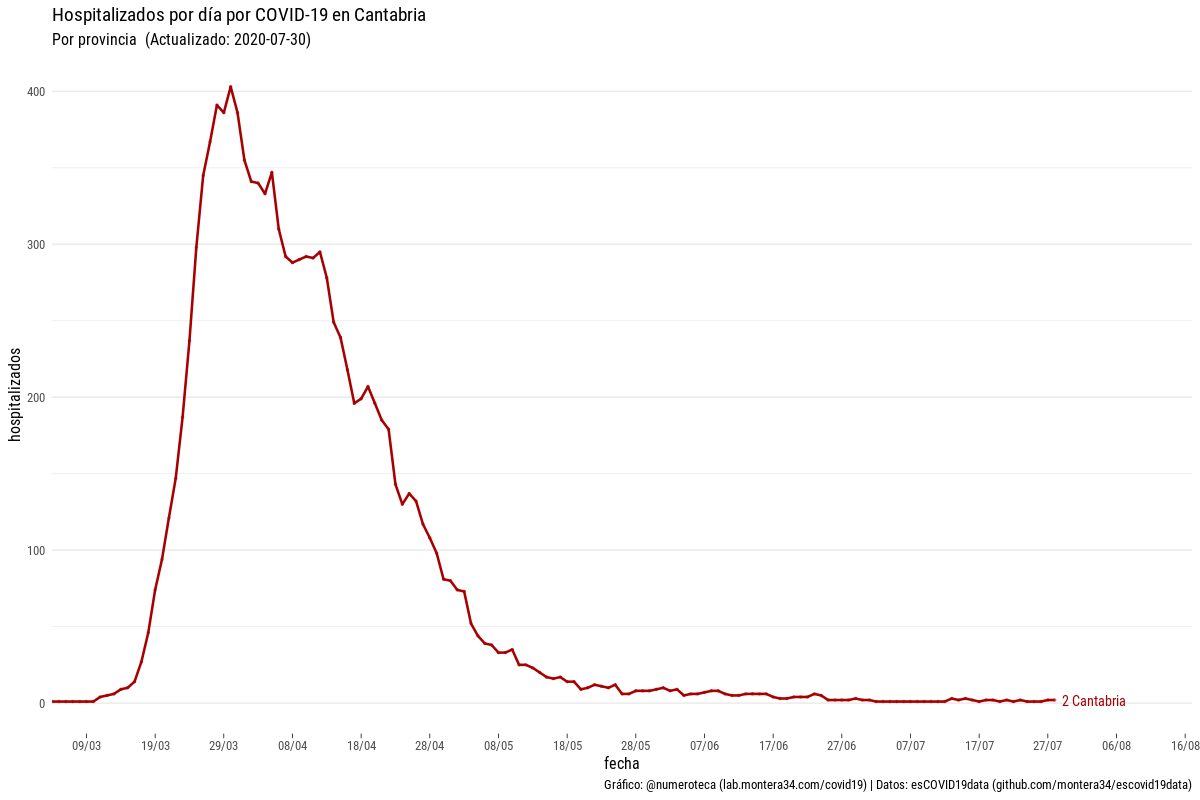 Hospitalizados por día por COVID-19 en Cantabria
Por provincia  (Actualizado: 2020-07-30)
hospitalizados
400
300
200
100
0
2 Cantabria
09/03 19/03 29/03 08/04 18/04 28/04 08/05 18/05 28/05 07/06 17/06 27/06 07/07 17/07 27/07 06/08 16/08
fecha
Gráfico: @numeroteca (lab.montera34.com/covid19) | Datos: esCOVID19data (github.com/montera34/escovid19data)